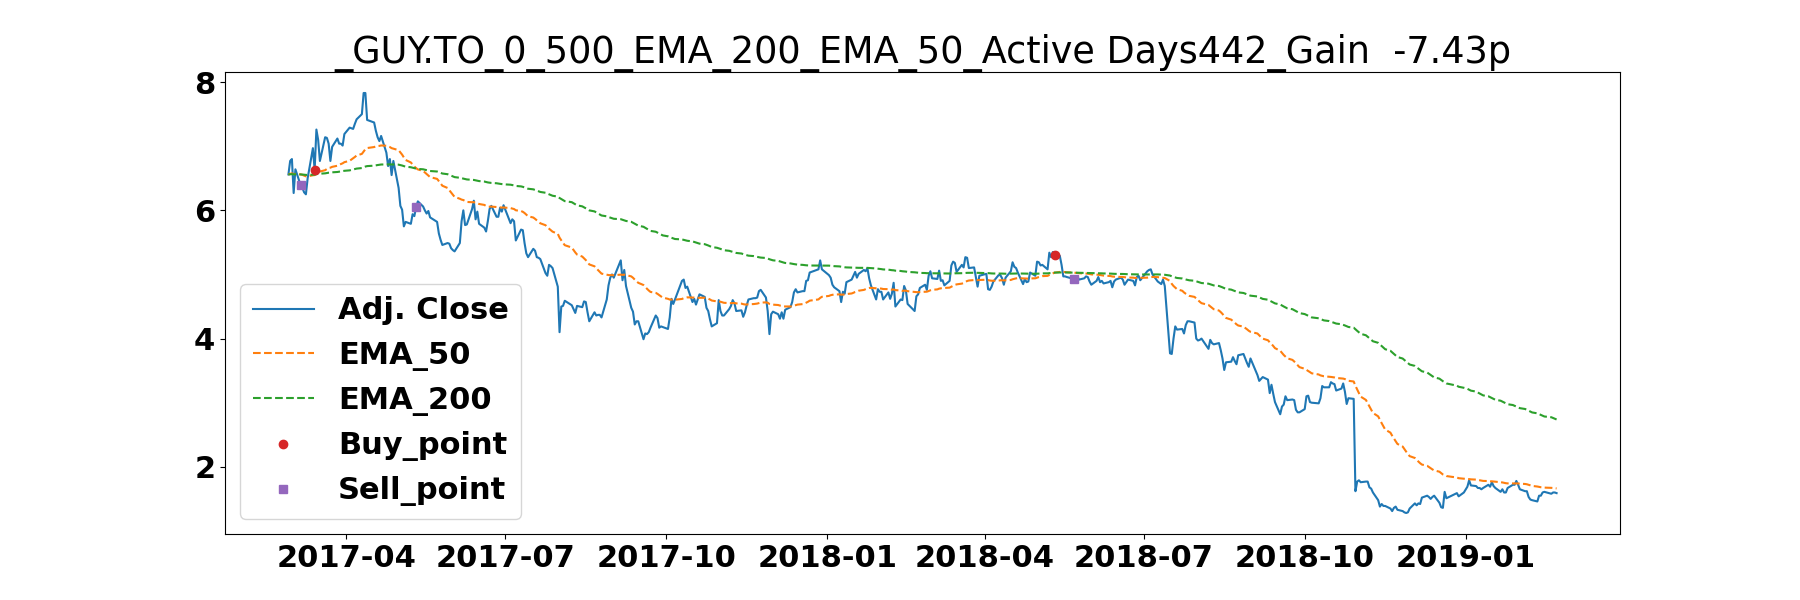 _GUY.TO_0_500_EMA_200_EMA_50_Active Days442_Gain  -7.43p
8
6
4
2
Adj. Close
EMA_50
EMA_200
Buy_point
Sell_point
2017-04 2017-07 2017-10 2018-01 2018-04 2018-07 2018-10 2019-01